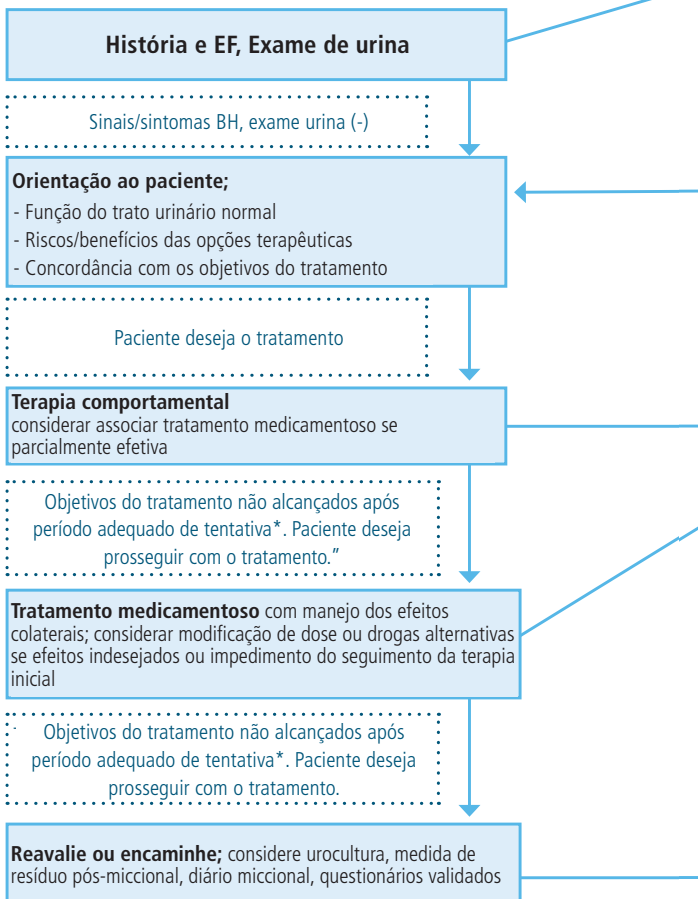 História e EF, Exame de urina
Sinais/sintomas BH, exame urina (-)
Orientação ao paciente;
- Função do trato urinário normal
- Riscos/benefícios das opções terapêuticas
- Concordância com os objetivos do tratamento
Paciente deseja o tratamento
Terapia comportamental
considerar associar tratamento medicamentoso se
parcialmente efetiva
Objetivos do tratamento não alcançados após
período adequado de tentativa*. Paciente deseja
prosseguir com o tratamento.”
Tratamento medicamentoso com manejo dos efeitos
colaterais; considerar modificação de dose ou drogas alternativas
se efeitos indesejados ou impedimento do seguimento da terapia
inicial
Objetivos do tratamento não alcançados após
período adequado de tentativa*. Paciente deseja
prosseguir com o tratamento.
Reavalie ou encaminhe; considere urocultura, medida de
resíduo pós-miccional, diário miccional, questionários validados